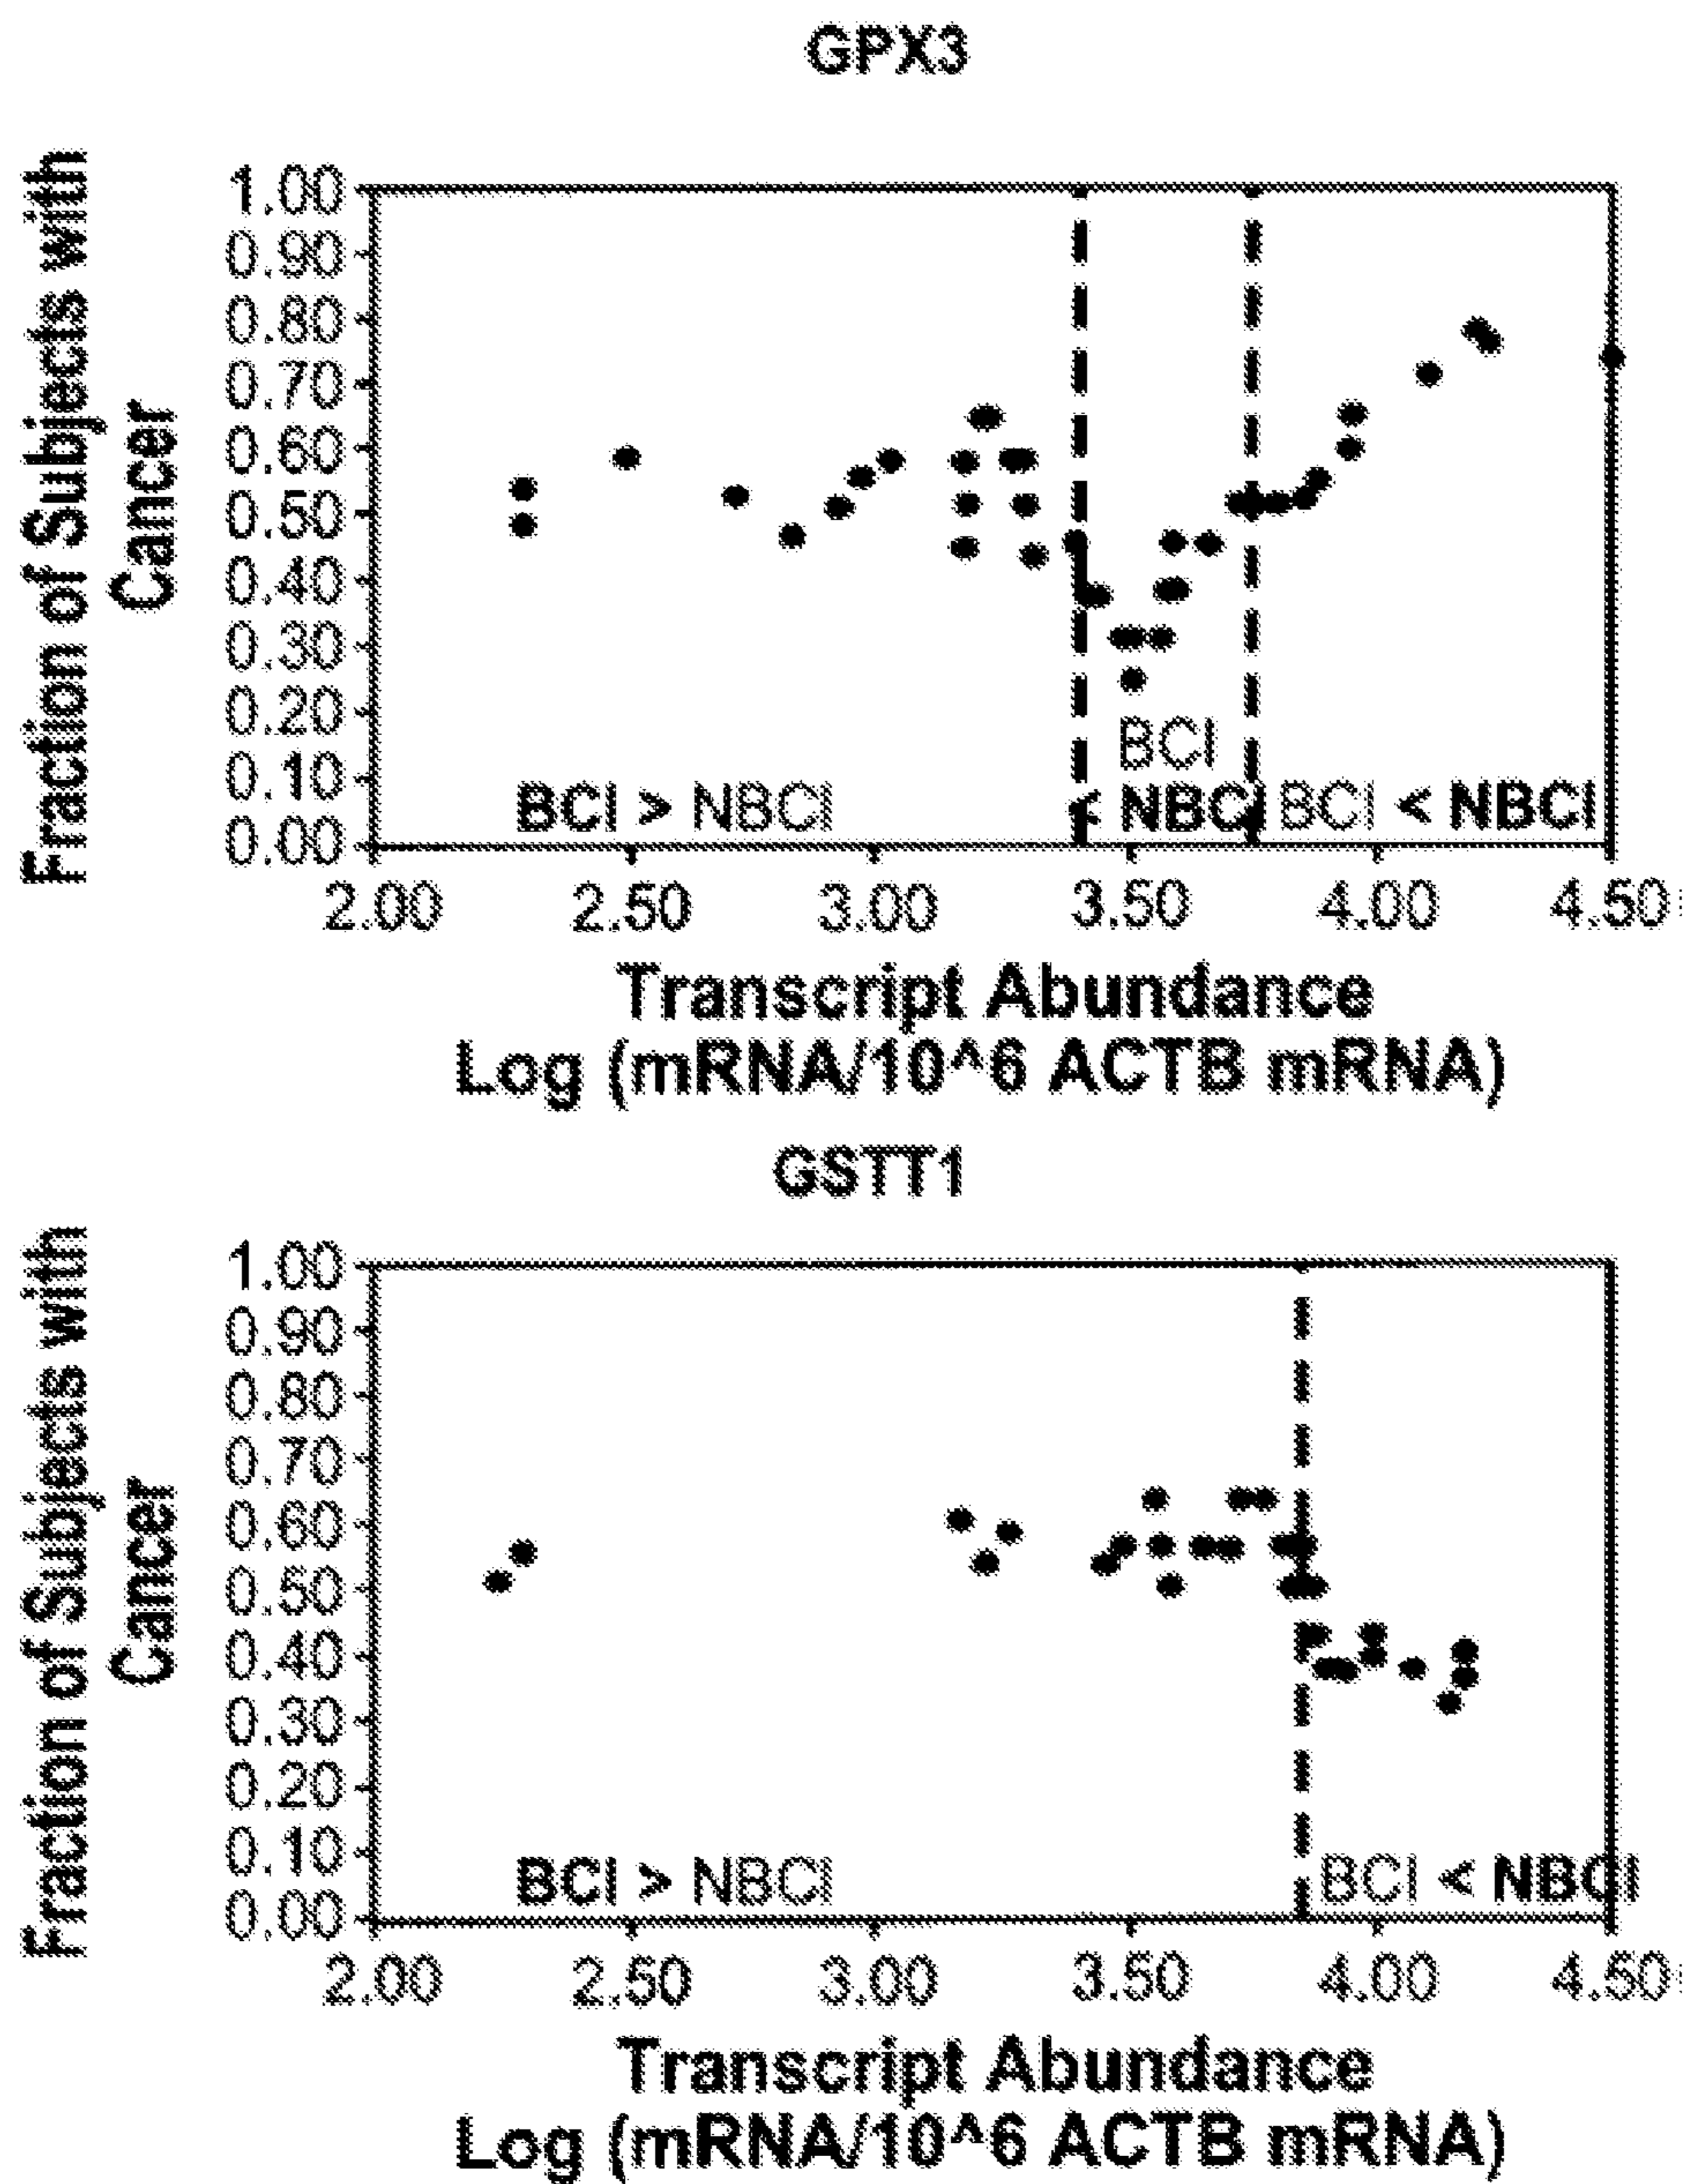 GPX3
Fraction of Subjects with
Cancer
1.00
0.90
0.80
0.70
0.60
0.50
0.40
0.30
0.20
0.10
0.00
BCI
BCI > NBCI
< NBCI
BCI < NBCI
2.00 2.50 3.00 3.50 4.00 4.50
Transcript Abundance
Log (mRNA/10^6 ACTB mRNA)
GSTT1
Fraction of Subjects with
Cancer
1.00
0.90
0.80
0.70
0.60
0.50
0.40
0.30
0.20
0.10
0.00
BCI > NBCI
BCI < NBCI
2.00 2.50 3.00 3.50 4.00 4.50
Transcript Abundance
Log (mRNA/10^6 ACTB mRNA)